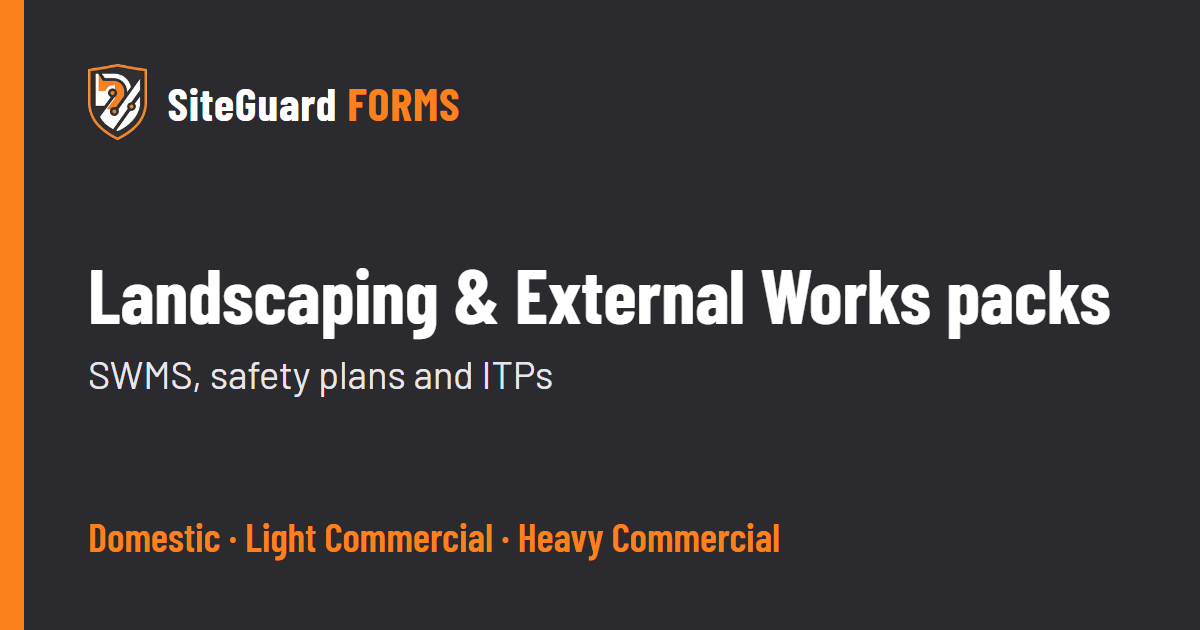 SiteGuard FORMS
Landscaping & External Works packs
SWMS, safety plans and ITPs
Domestic · Light Commercial · Heavy Commercial